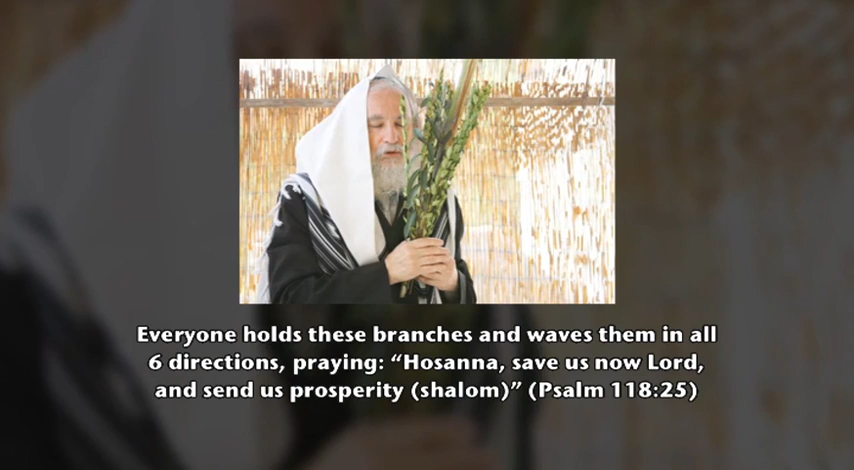 Everyone holds these branches and waves them in all
6 directions, praying: “Hosanna, save us now Lord,
and send us prosperity (shalom)” (Psalm 118:25)